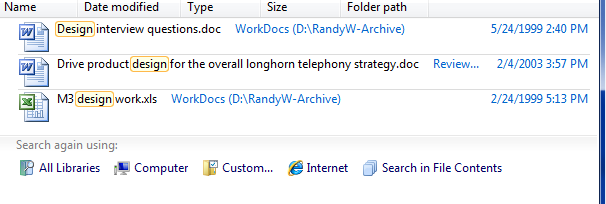 Name Date modified Type Size Folder path
Design interview questions.doc WorkDocs (D:\RandyW-Archive) 5/24/1999 2:40 PM
Drive product design for the overall longhorn telephony strategy.doc Review... 2/4/2003 3:57 PM
M3 design work.xls WorkDocs (D:\RandyW-Archive) 2/24/1999 5:13 PM
Search again using:
All Libraries Computer Custom... Internet Search in File Contents